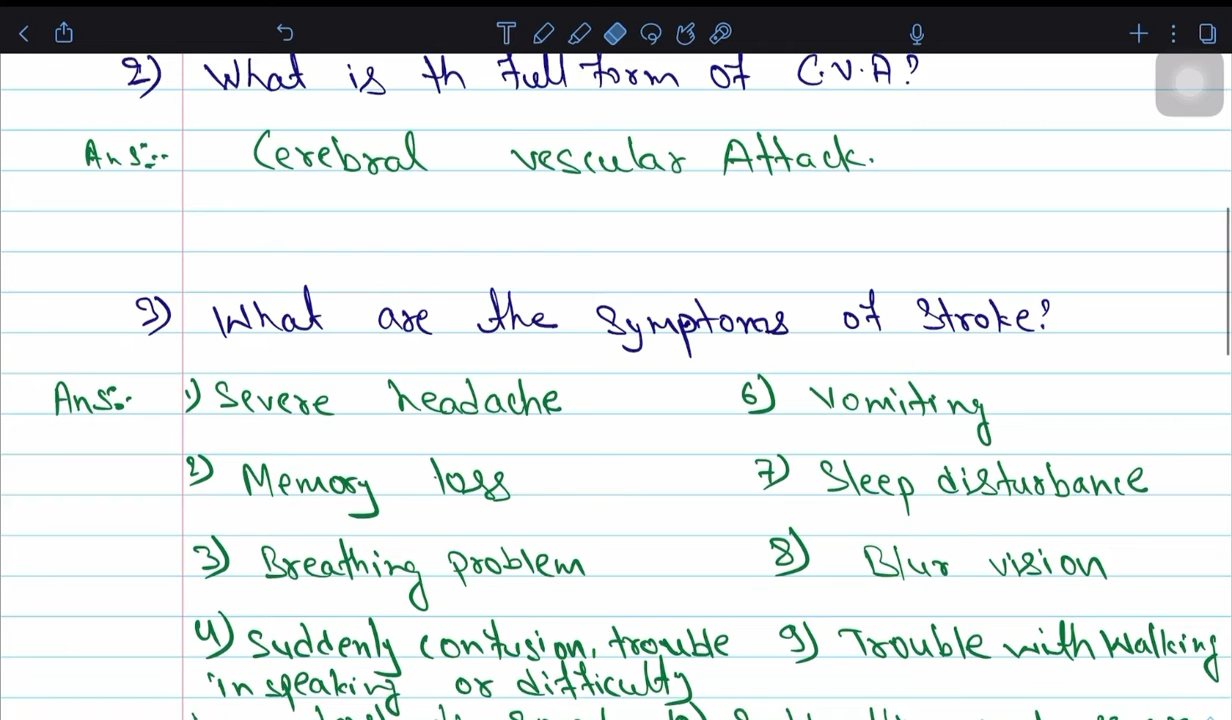 2) What is th Full Form of C.V.A?
Ans:- Cerebral vescular Attack.
3) What are the Symptoms of Stroke?
Ans:- 1) Severe headache 6) Vomiting
2) Memory loss 7) Sleep disturbance
3) Breathing problem 8) Blur vision
4) Suddenly confusion, trouble 9) Trouble with Walking
in speaking or difficulty